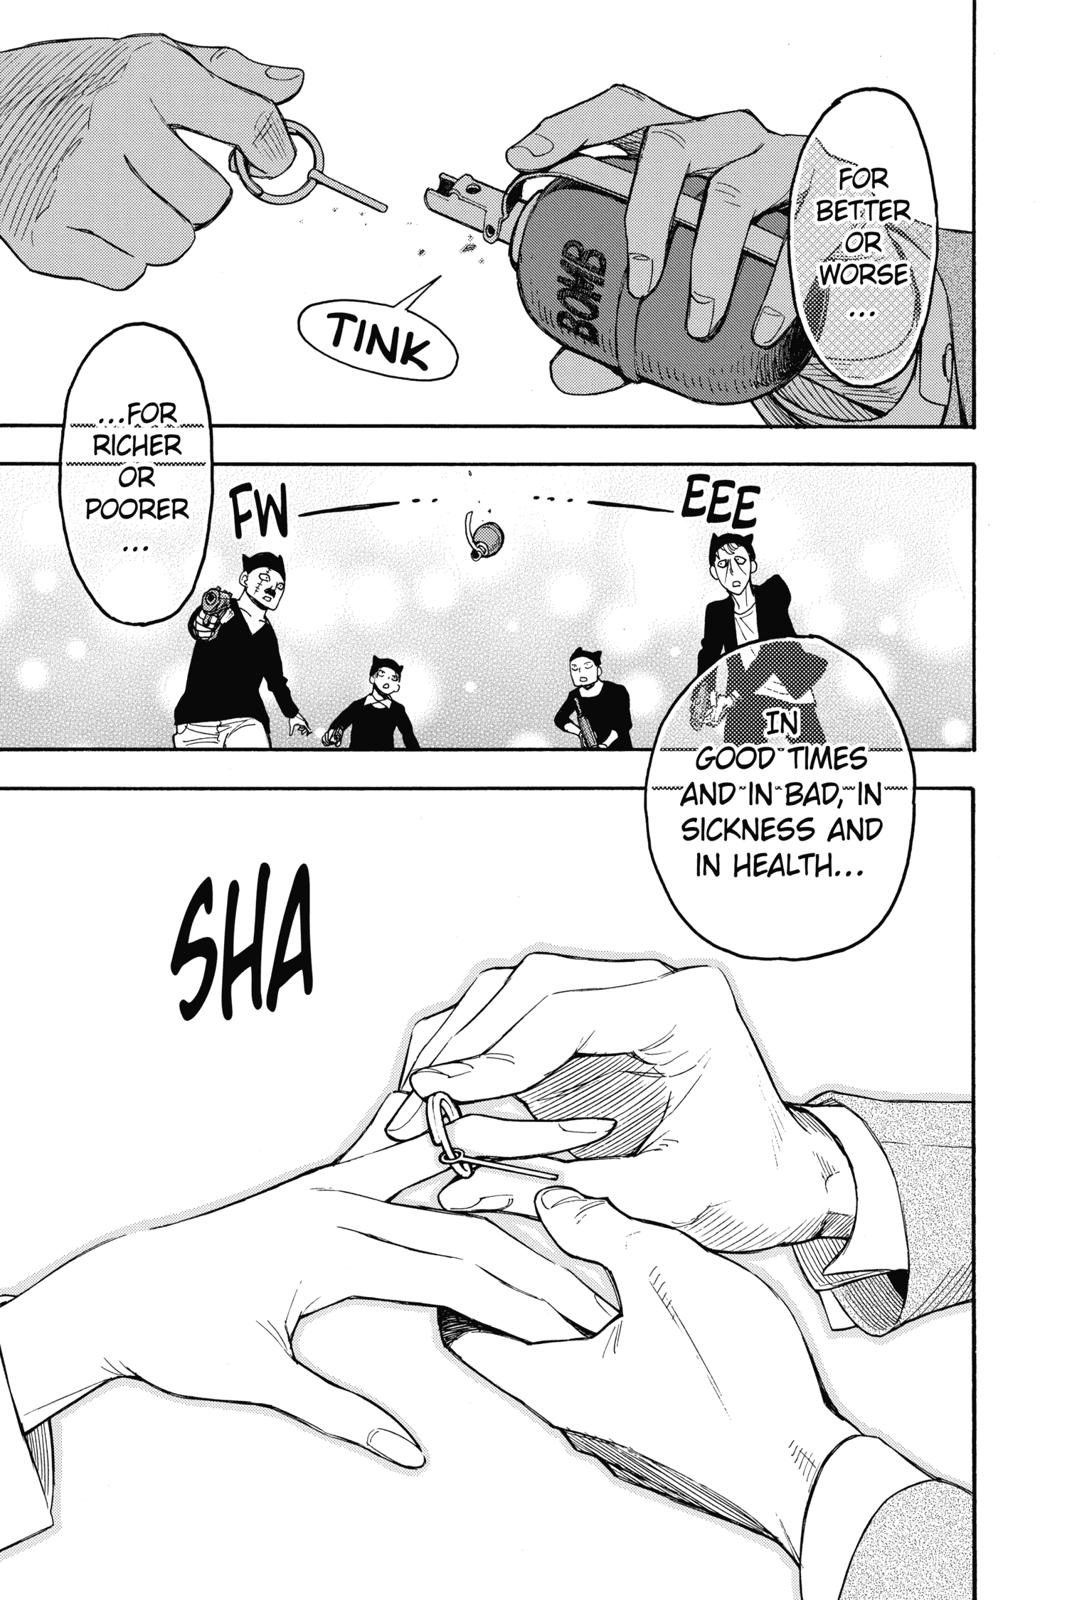 FOR
BETTER
OR
WORSE
...
BOMB
TINK
...FOR
RICHER
OR
POORER
...
FW
EEE
IN
GOOD TIMES
AND IN BAD, IN
SICKNESS AND
IN HEALTH...
SHA